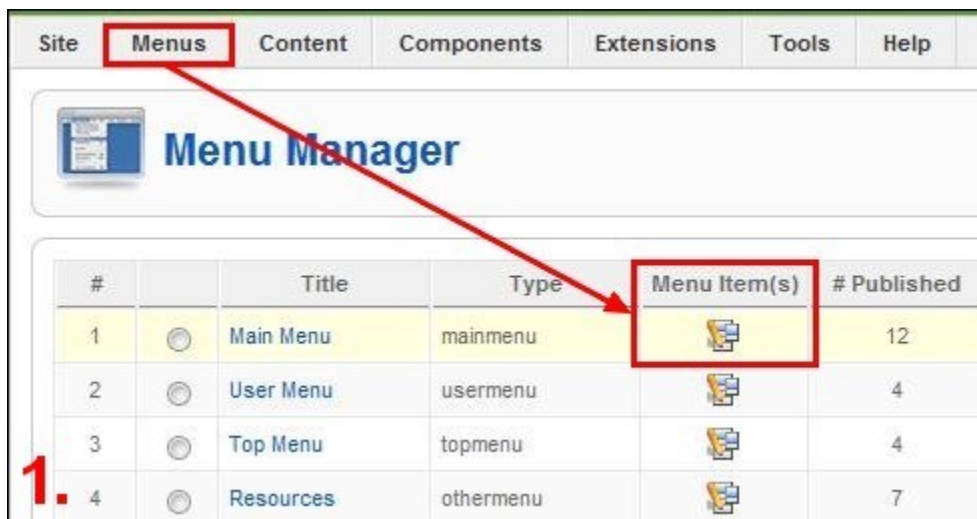 Site Menus Content Components Extensions Tools Help
Menu Manager
# Title Type Menu Item(s) # Published
1 Main Menu mainmenu 12
2 User Menu usermenu 4
3 Top Menu topmenu 4
4 Resources othermenu 7
1.